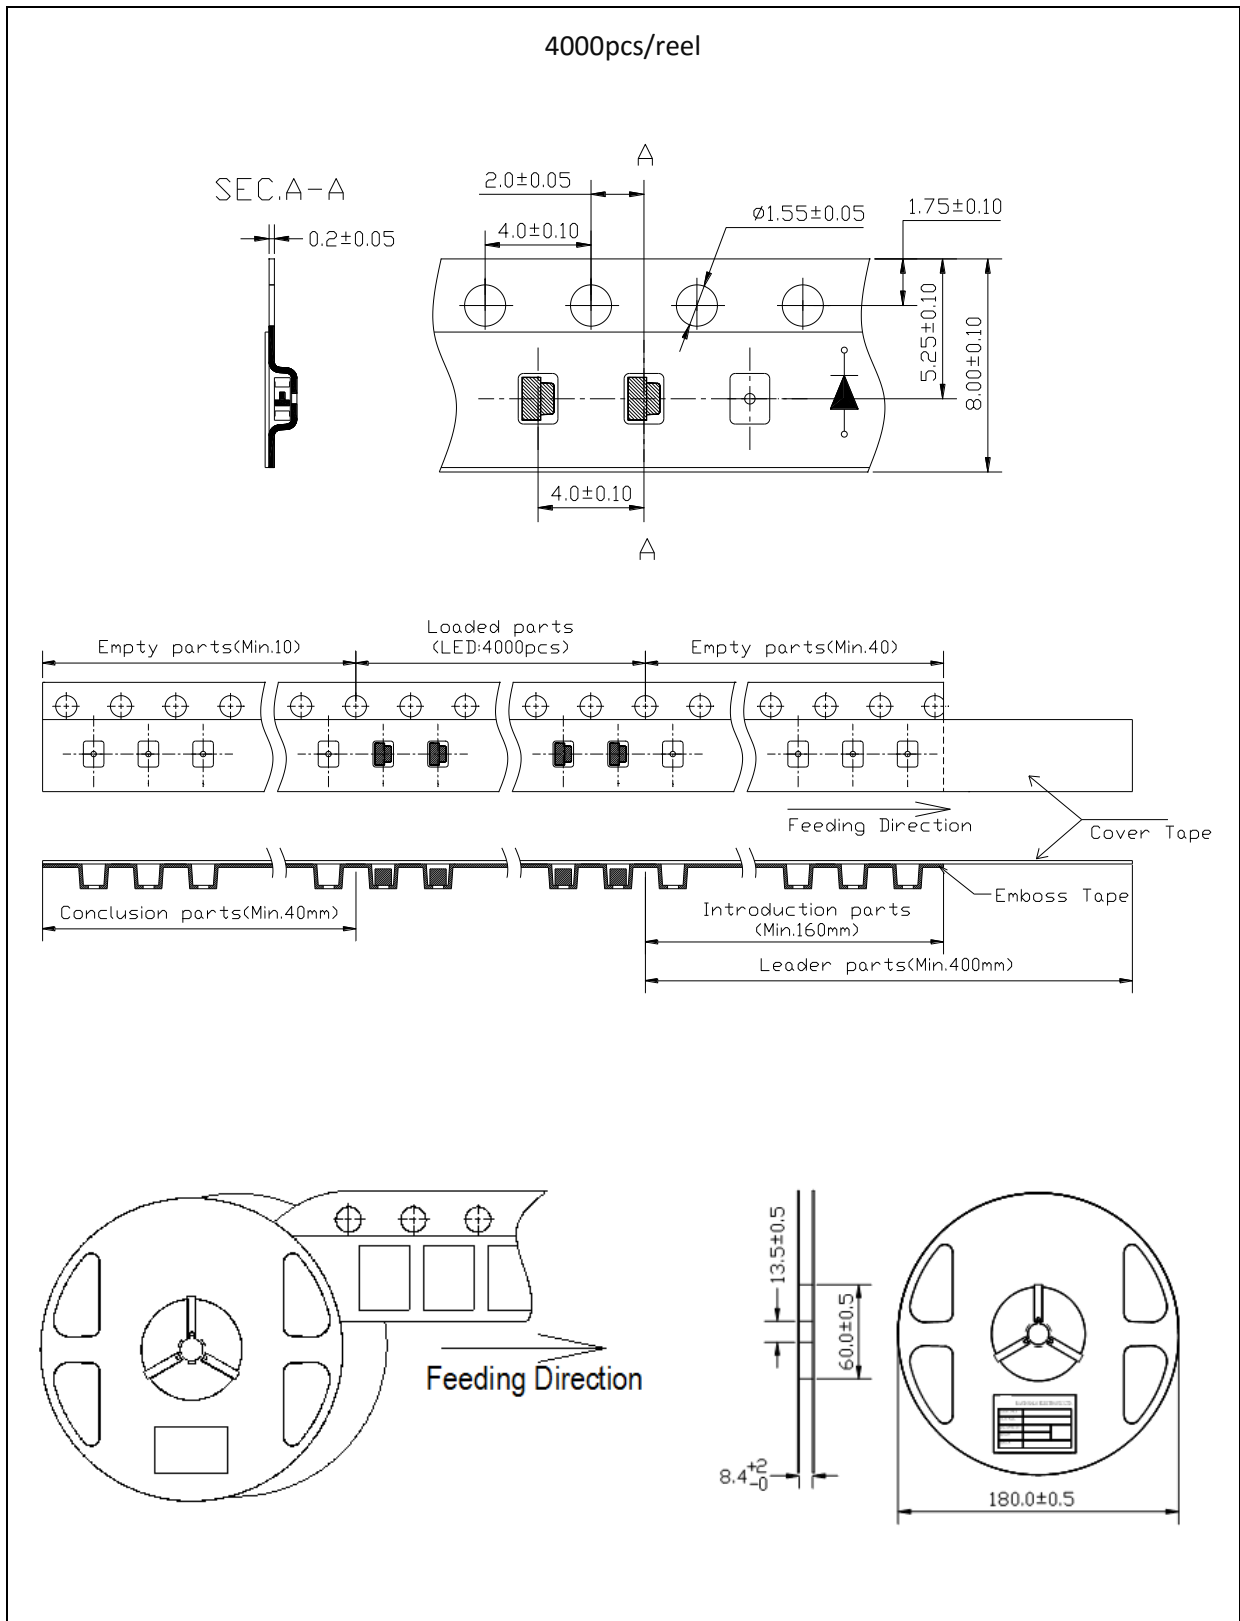 4000pcs/reel
A
SEC.A-A
2.0±0.05
0.2±0.05
4.0±0.10
ø1.55±0.05
1.75±0.10
5.25±0.10
8.00±0.10
4.0±0.10
A
Empty parts(Min.10)
Loaded parts
(LED:4000pcs)
Empty parts(Min.40)
Feeding Direction
Cover Tape
Emboss Tape
Conclusion parts(Min.40mm)
Introduction parts
(Min.160mm)
Leader parts(Min.400mm)
Feeding Direction
13.5±0.5
60.0±0.5
8.4+2-0
180.0±0.5